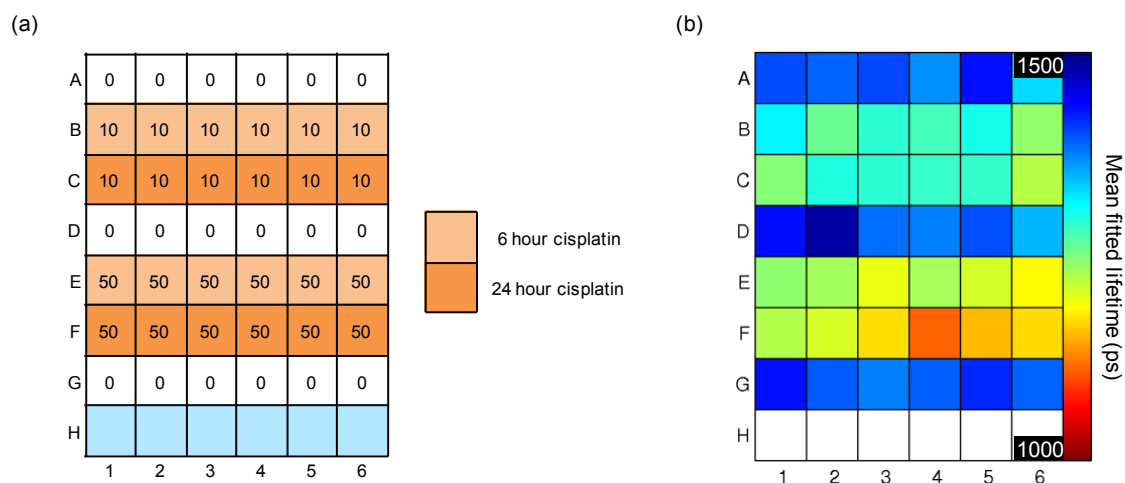 (a)
A 0 0 0 0 0 0
B 10 10 10 10 10 10
C 10 10 10 10 10 10
D 0 0 0 0 0 0
E 50 50 50 50 50 50
F 50 50 50 50 50 50
G 0 0 0 0 0 0
H
1 2 3 4 5 6
6 hour cisplatin
24 hour cisplatin
(b)
1500
A
B
C
D
E
F
G
H
1000
1 2 3 4 5 6
Mean fitted lifetime (ps)